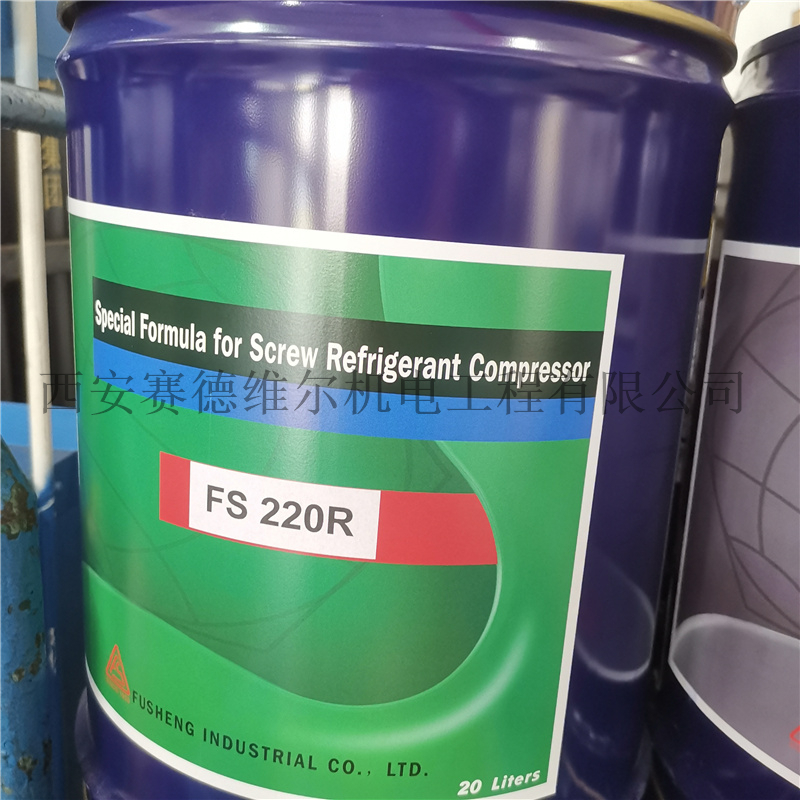 Special Formula for Screw Refrigerant Compressor
西安赛德维尔机电工程有限公司
FS 220R
FUSHENG INDUSTRIAL CO., LTD.
20 Liters